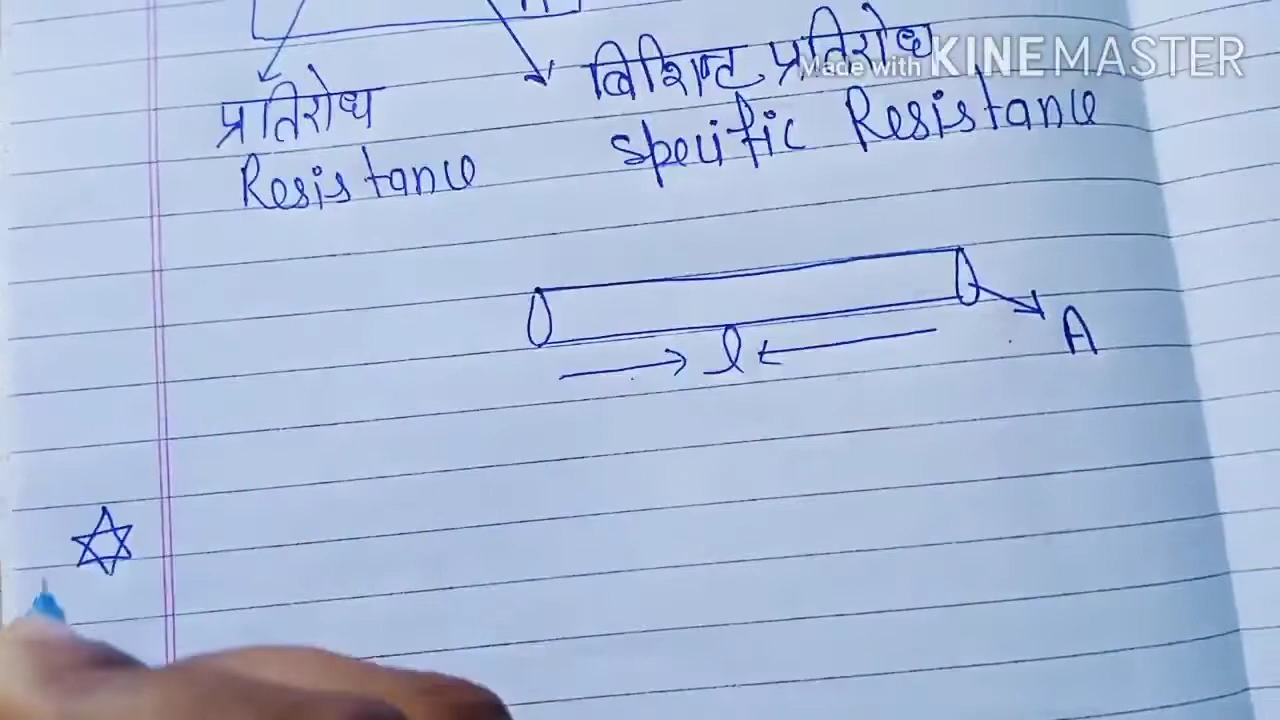 विशिष्ट प्रतिरोध
Made with KINEMASTER
प्रतिरोध
specific Resistance
Resistance
l
A